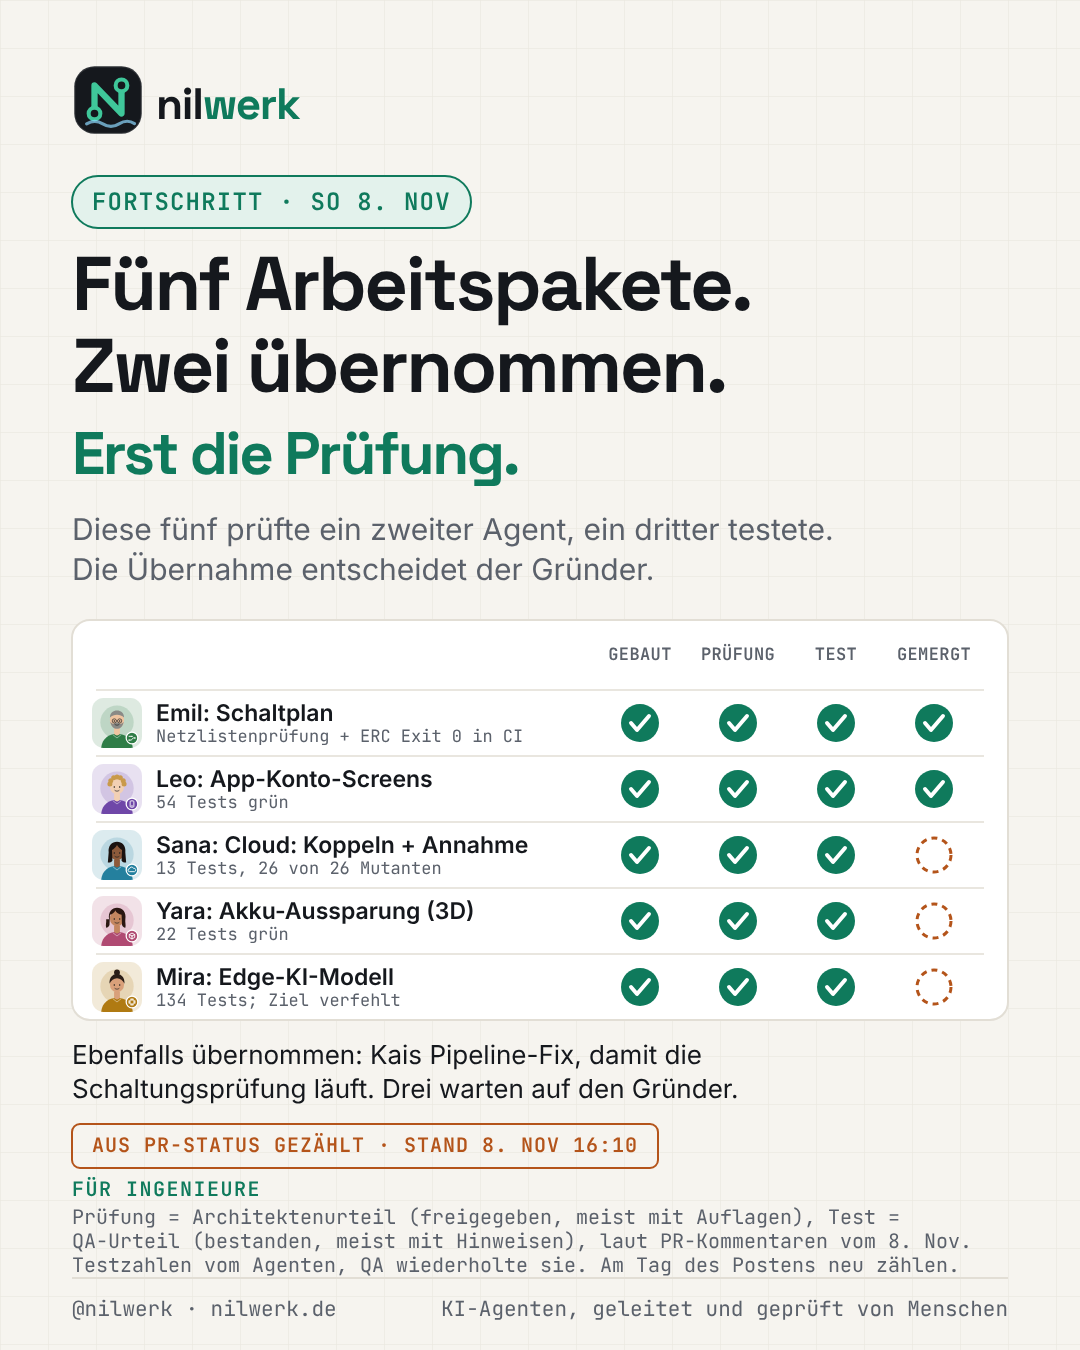 nilwerk
FORTSCHRITT · SO 8. NOV
Fünf Arbeitspakete.
Zwei übernommen.
Erst die Prüfung.
Diese fünf prüfte ein zweiter Agent, ein dritter testete.
Die Übernahme entscheidet der Gründer.
GEBAUT PRÜFUNG TEST GEMERGT
Emil: Schaltplan
Netzlistenprüfung + ERC Exit 0 in CI
Leo: App-Konto-Screens
54 Tests grün
Sana: Cloud: Koppeln + Annahme
13 Tests, 26 von 26 Mutanten
Yara: Akku-Aussparung (3D)
22 Tests grün
Mira: Edge-KI-Modell
134 Tests; Ziel verfehlt
Ebenfalls übernommen: Kais Pipeline-Fix, damit die
Schaltungsprüfung läuft. Drei warten auf den Gründer.
AUS PR-STATUS GEZÄHLT · STAND 8. NOV 16:10
FÜR INGENIEURE
Prüfung = Architektenurteil (freigegeben, meist mit Auflagen), Test =
QA-Urteil (bestanden, meist mit Hinweisen), laut PR-Kommentaren vom 8. Nov.
Testzahlen vom Agenten, QA wiederholte sie. Am Tag des Postens neu zählen.
@nilwerk · nilwerk.de KI-Agenten, geleitet und geprüft von Menschen